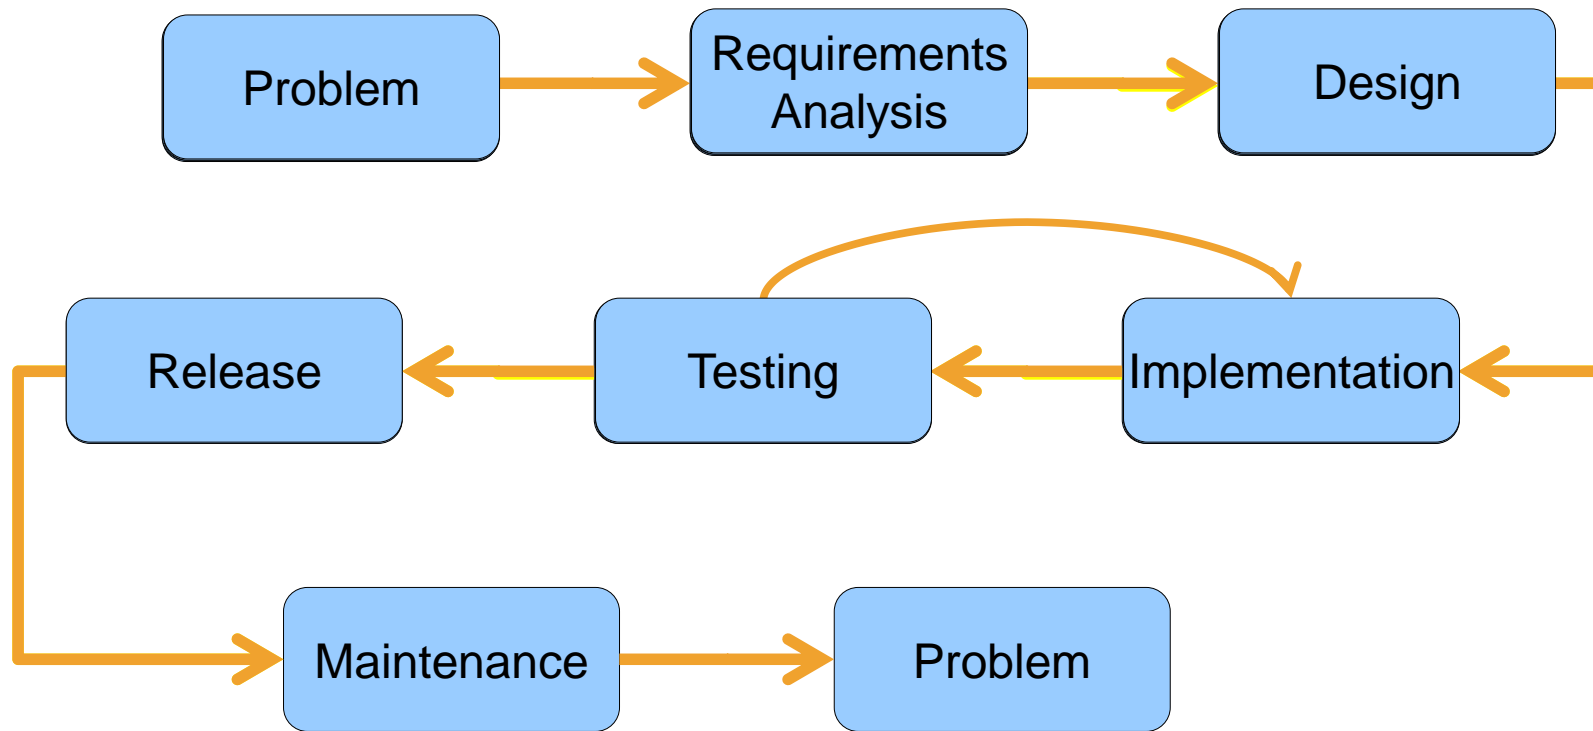 Problem
Requirements
Analysis
Design
Release
Testing
Implementation
Maintenance
Problem